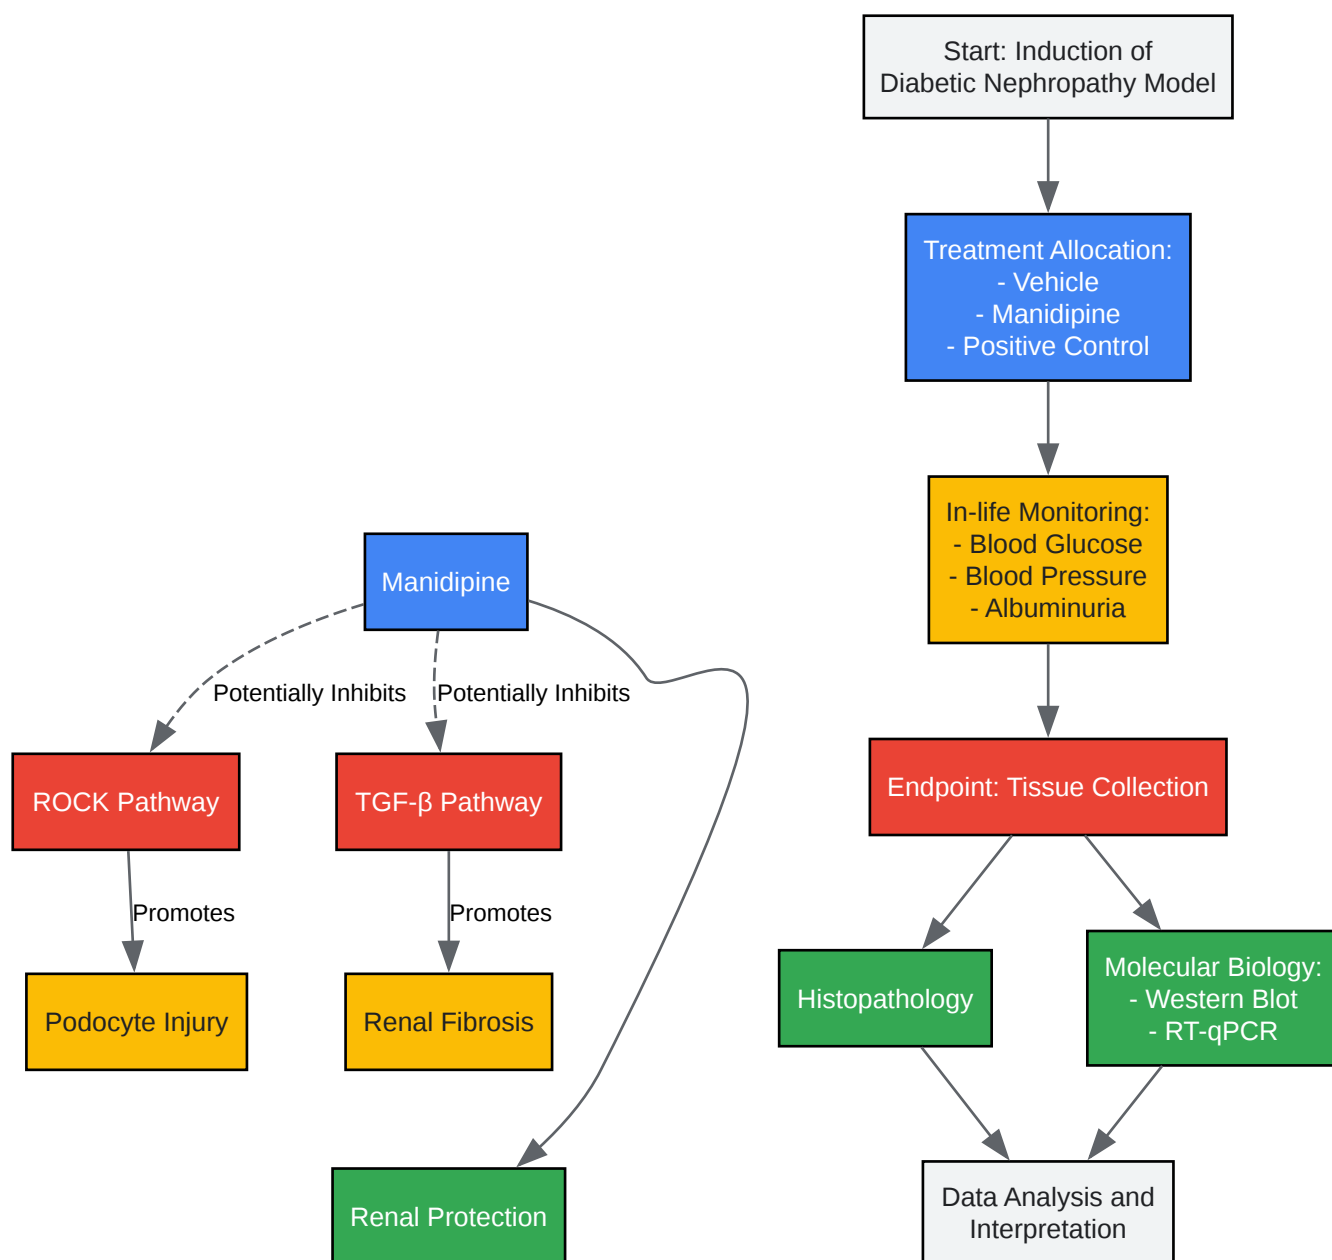 Start: Induction of
Diabetic Nephropathy Model
Treatment Allocation:
- Vehicle
- Manidipine
- Positive Control
In-life Monitoring:
- Blood Glucose
- Blood Pressure
- Albuminuria
Manidipine
Potentially Inhibits
Potentially Inhibits
ROCK Pathway
TGF-β Pathway
Endpoint: Tissue Collection
Promotes
Promotes
Podocyte Injury
Renal Fibrosis
Histopathology
Molecular Biology:
- Western Blot
- RT-qPCR
Renal Protection
Data Analysis and
Interpretation